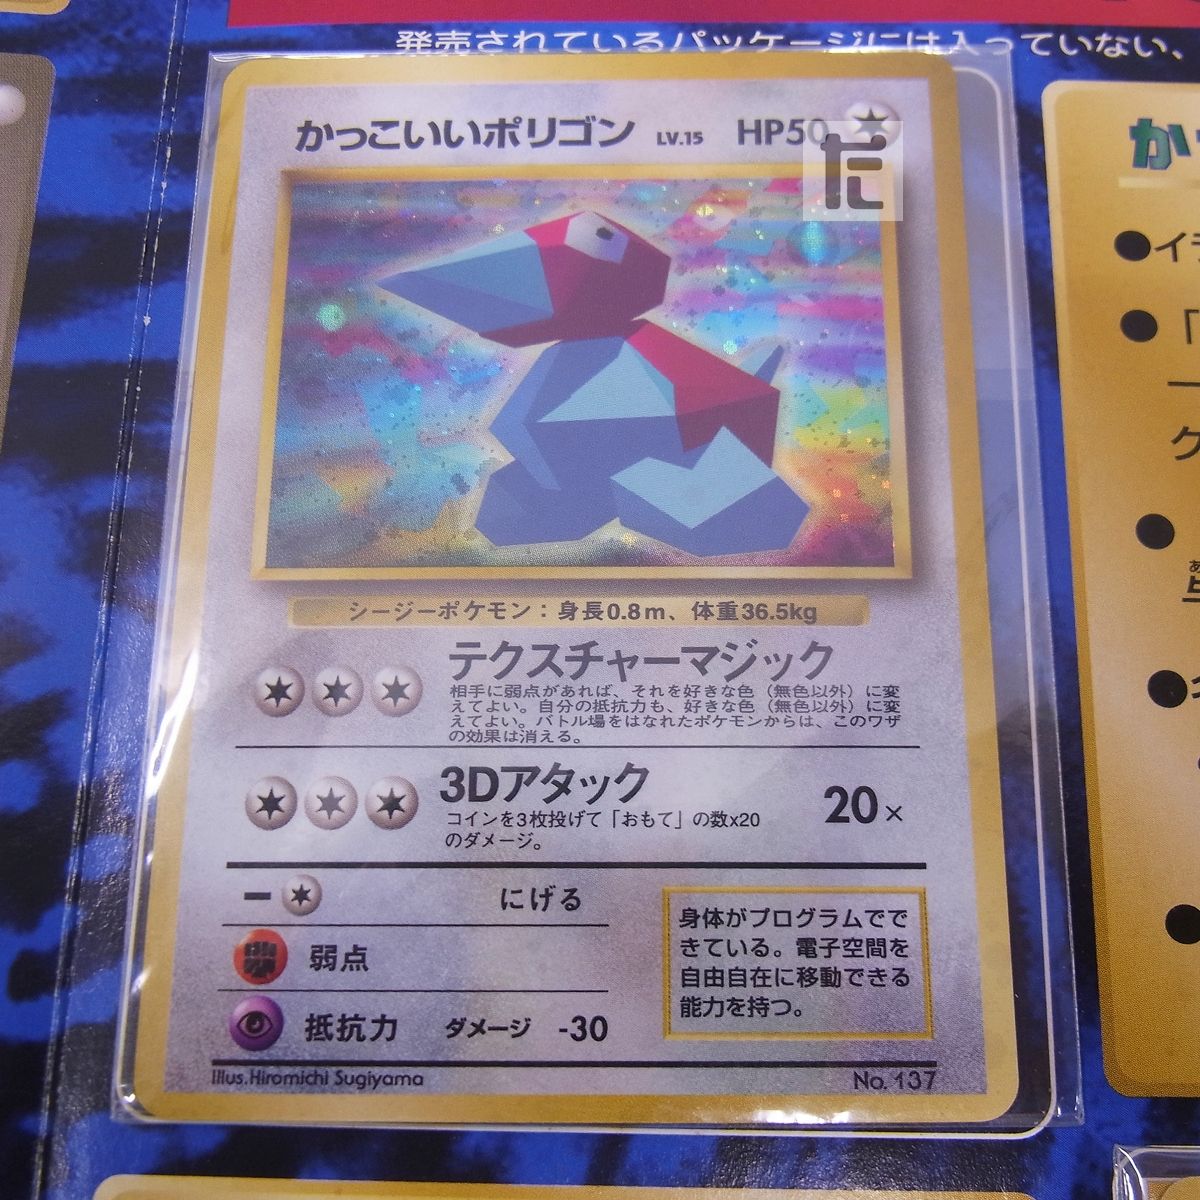 発売されているパッケージには入っていない、
かっこいいポリゴン LV.15 HP50
だ
シージーポケモン：身長0.8m、体重36.5kg
テクスチャーマジック
相手に弱点があれば、それを好きな色（無色以外）に変
えてよい。自分の抵抗力も、好きな色（無色以外）に変
えてよい。バトル場をはなれたポケモンからは、このワザ
の効果は消える。
3Dアタック 20×
コインを3枚投げて「おもて」の数x20
のダメージ。
にげる
弱点
抵抗力 ダメージ -30
身体がプログラムでで
きている。電子空間を
自由自在に移動できる
能力を持つ。
Illus.Hiromichi Sugiyama No. 137
か
●イラ
●「
ー
ク
●
●
●